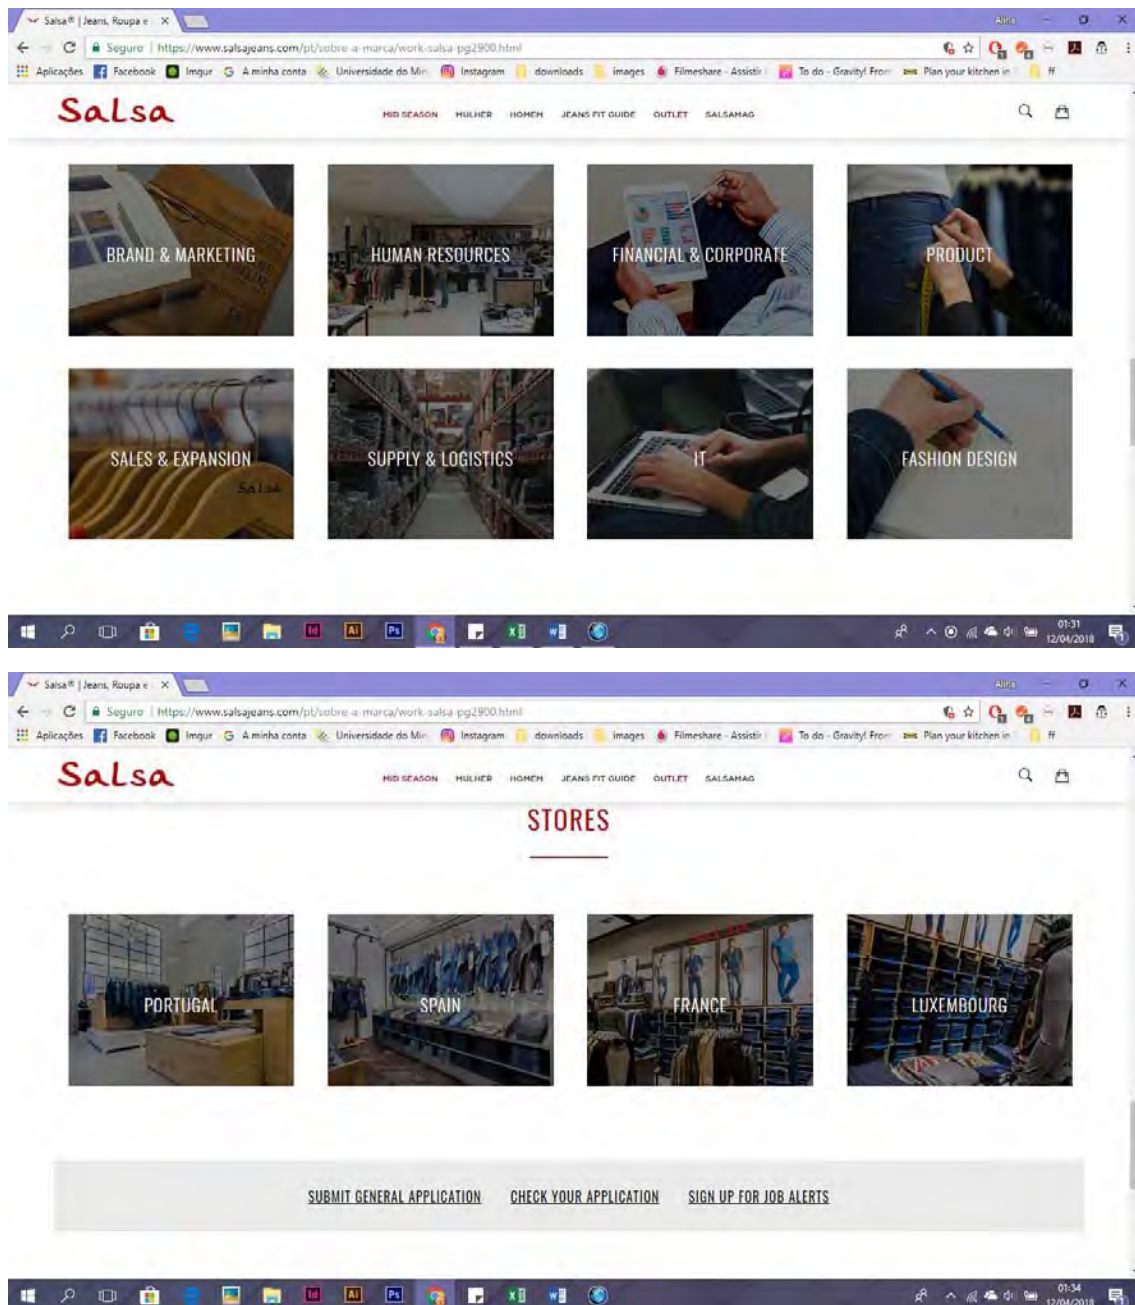 Salsa® | Jeans, Roupa e
Alina
Seguro | https://www.salsajeans.com/pt/sobre-a-marca/work-salsa-pg2900.html
Aplicações Facebook Imgur A minha conta Universidade do Min Instagram downloads images Filmeshare - Assistir To do - Gravity! From Plan your kitchen in ff
Salsa MID SEASON MULHER HOMEM JEANS FIT GUIDE OUTLET SALSAMAG
BRAND & MARKETING HUMAN RESOURCES FINANCIAL & CORPORATE PRODUCT
SALES & EXPANSION SUPPLY & LOGISTICS IT FASHION DESIGN
Salsa
01:31
12/04/2018
Salsa® | Jeans, Roupa e
Alina
Seguro | https://www.salsajeans.com/pt/sobre-a-marca/work-salsa-pg2900.html
Aplicações Facebook Imgur A minha conta Universidade do Min Instagram downloads images Filmeshare - Assistir To do - Gravity! From Plan your kitchen in ff
Salsa MID SEASON MULHER HOMEM JEANS FIT GUIDE OUTLET SALSAMAG
STORES
PORTUGAL SPAIN FRANCE LUXEMBOURG
SUBMIT GENERAL APPLICATION CHECK YOUR APPLICATION SIGN UP FOR JOB ALERTS
01:34
12/04/2018